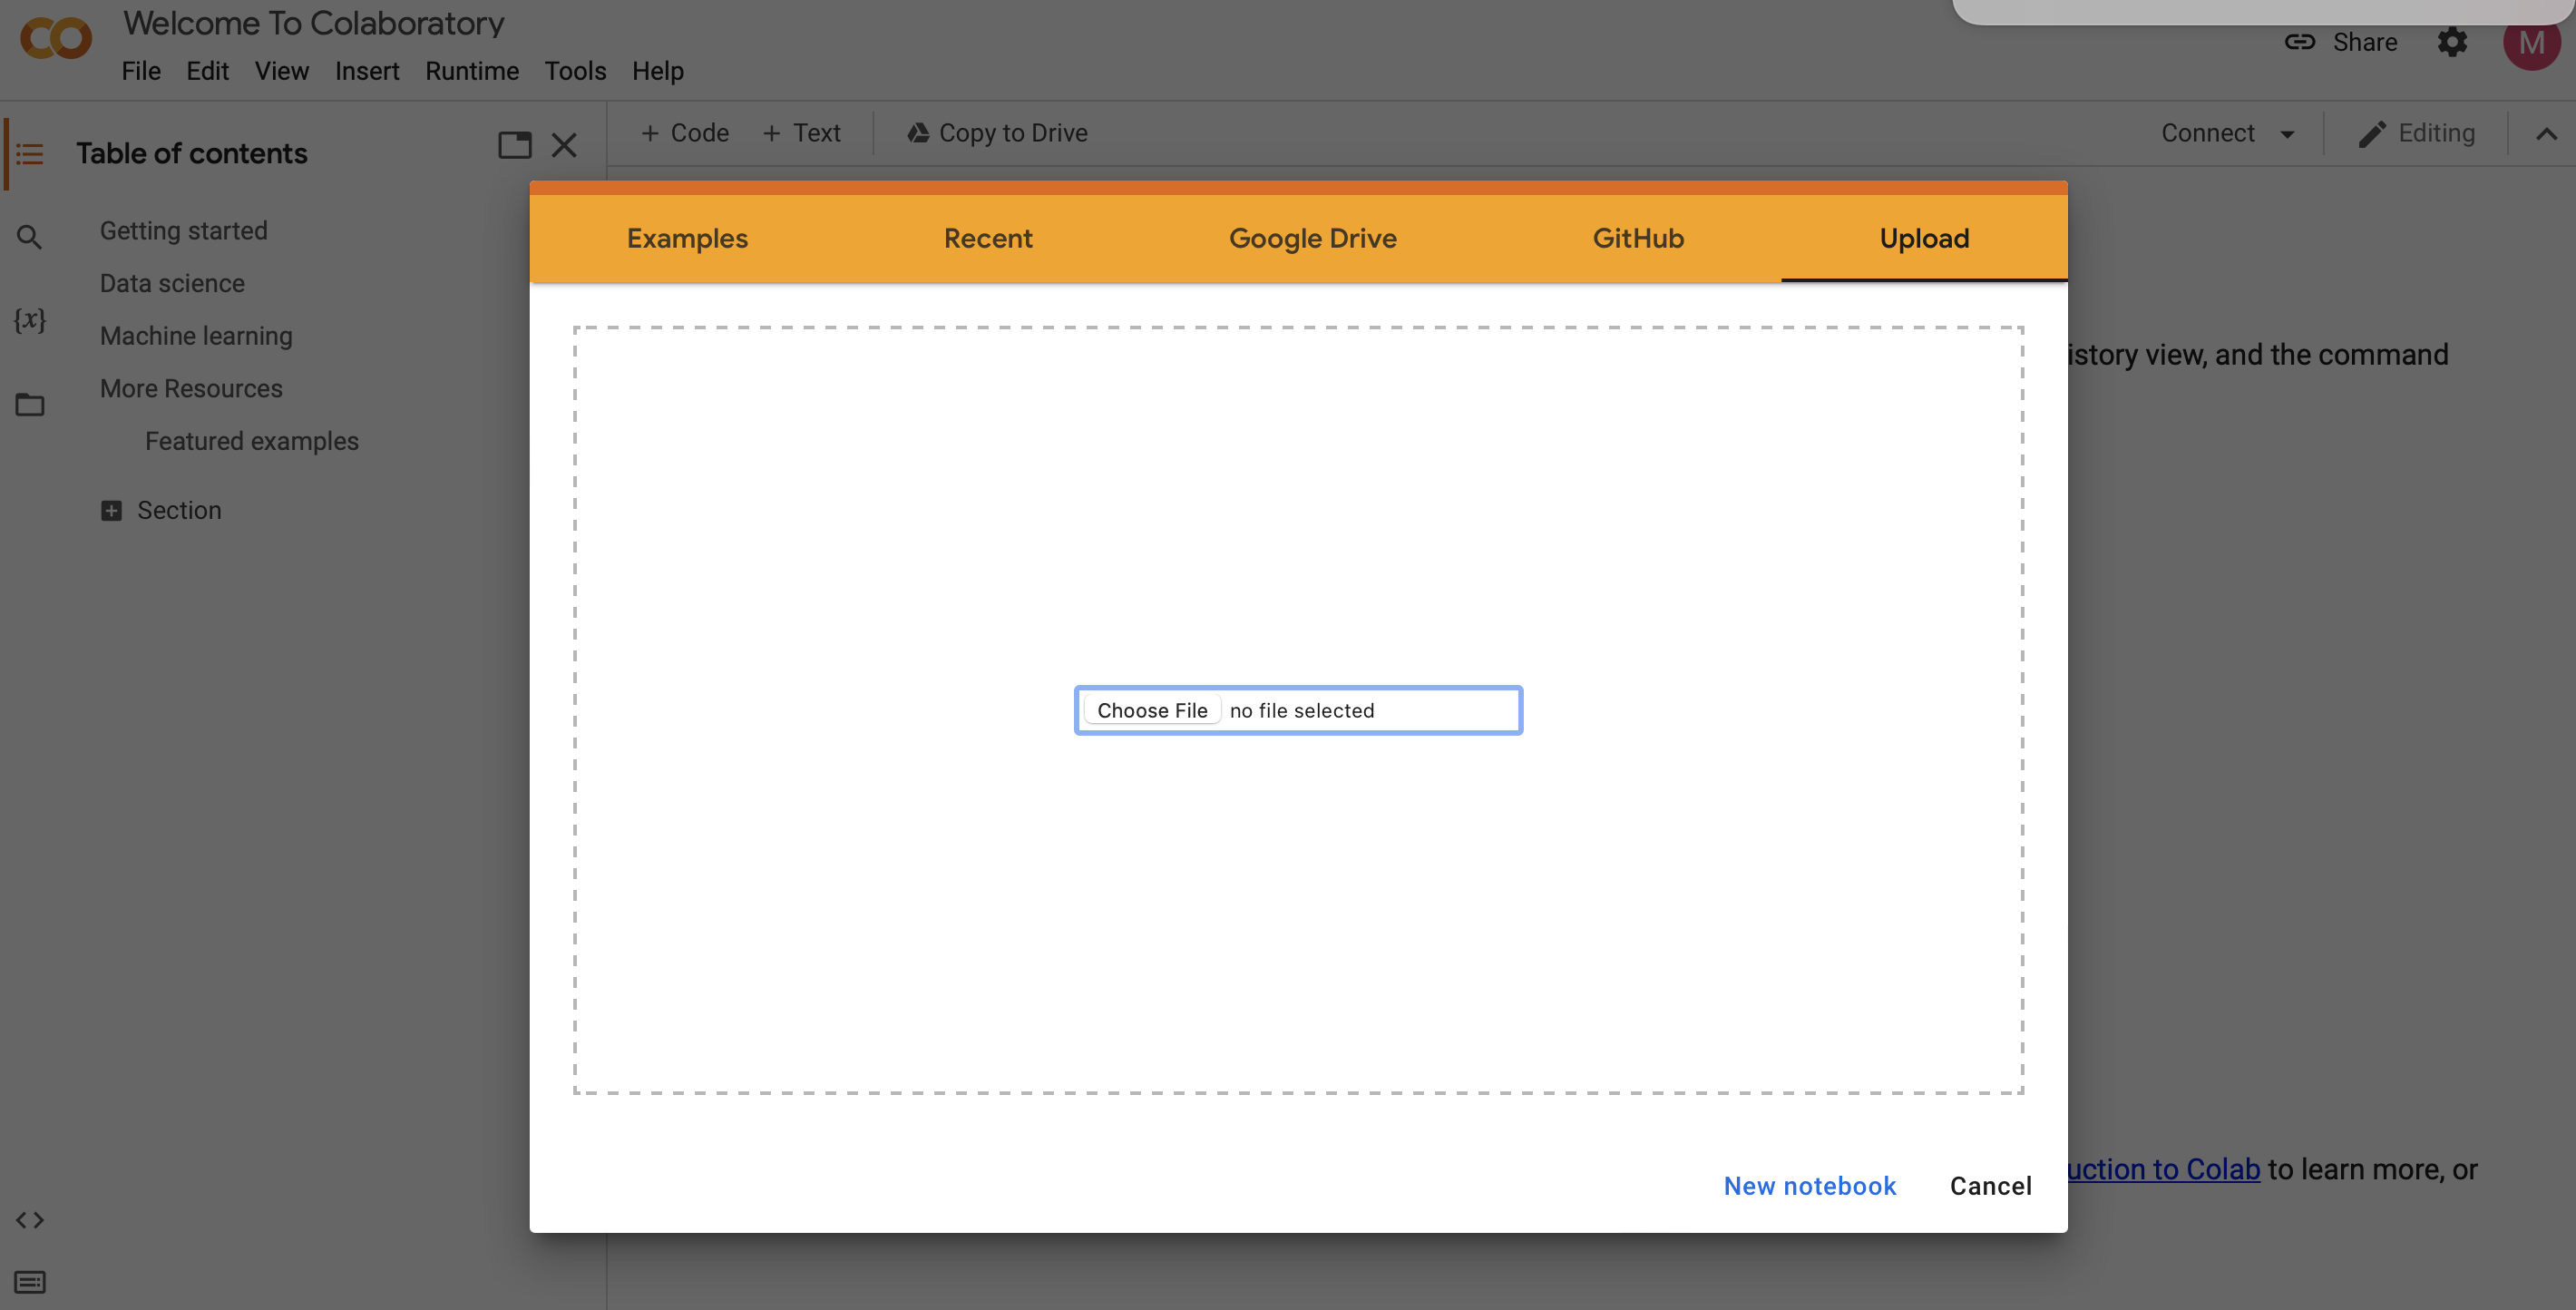 Welcome To Colaboratory
File Edit View Insert Runtime Tools Help
Share
M
Table of contents
+ Code + Text Copy to Drive
Connect
Editing
Getting started
Data science
Machine learning
More Resources
Featured examples
Section
{x}
Examples Recent Google Drive GitHub Upload
istory view, and the command
Choose File no file selected
uction to Colab to learn more, or
New notebook Cancel